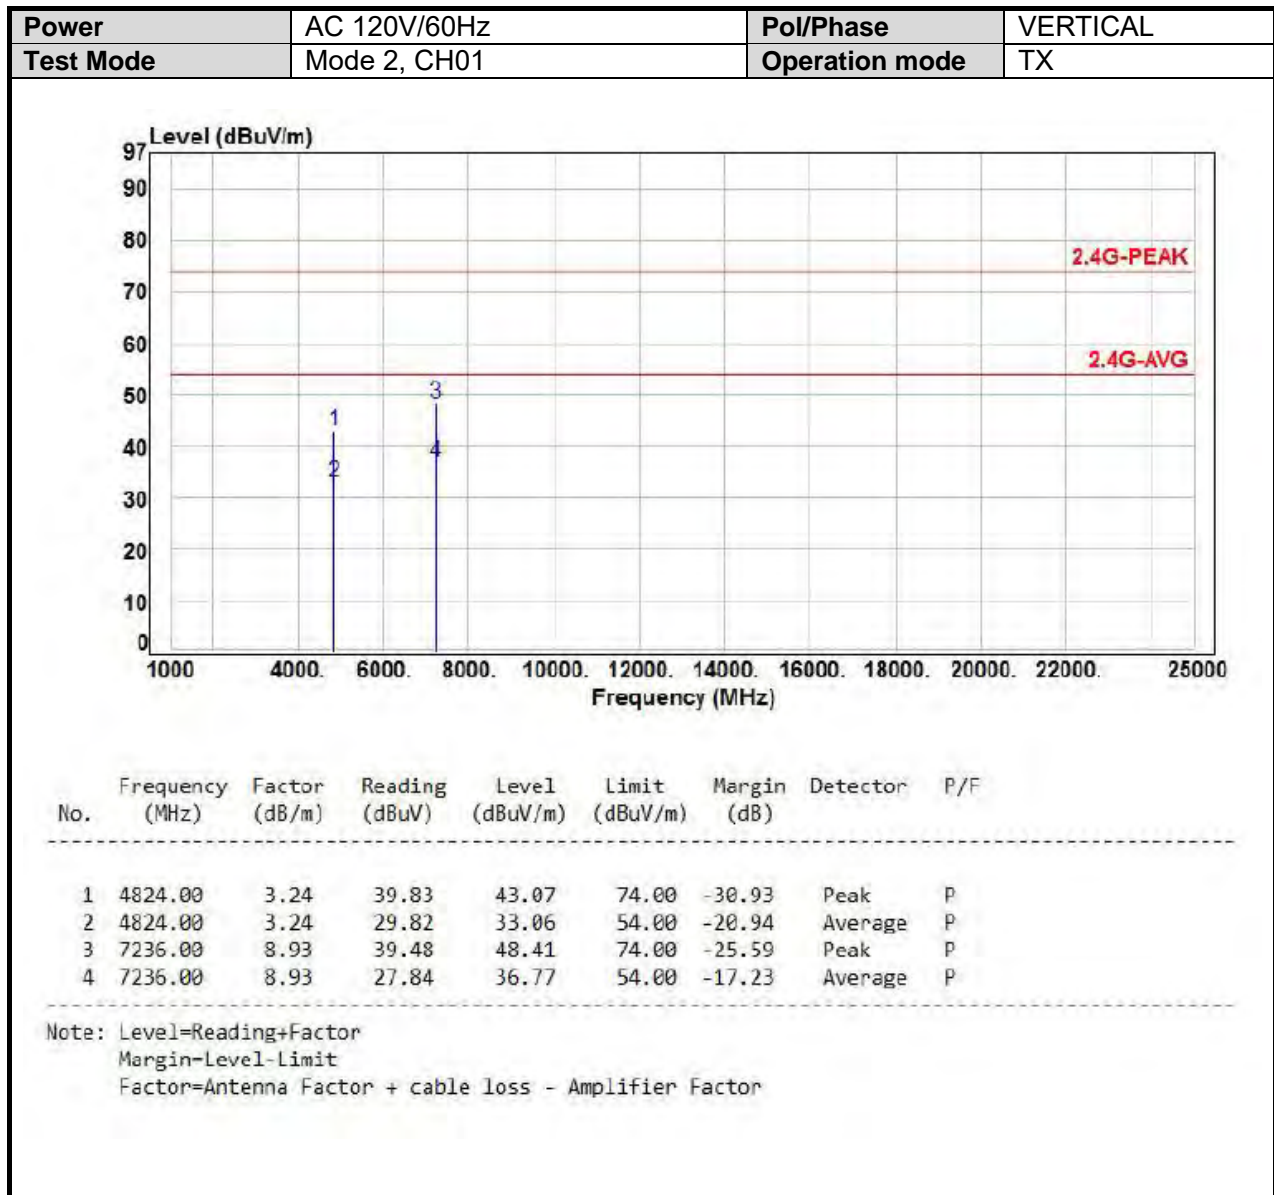 Power AC 120V/60Hz Pol/Phase VERTICAL
Test Mode Mode 2, CH01 Operation mode TX
Level (dBuV/m)
97
90
80
2.4G-PEAK
70
60
2.4G-AVG
50
3
1
40
4
2
30
20
10
0
1000 4000. 6000. 8000. 10000. 12000. 14000. 16000. 18000. 20000. 22000. 25000
Frequency (MHz)
Frequency Factor Reading Level Limit Margin Detector P/F
No. (MHz) (dB/m) (dBuV) (dBuV/m) (dBuV/m) (dB)
1 4824.00 3.24 39.83 43.07 74.00 -30.93 Peak P
2 4824.00 3.24 29.82 33.06 54.00 -20.94 Average P
3 7236.00 8.93 39.48 48.41 74.00 -25.59 Peak P
4 7236.00 8.93 27.84 36.77 54.00 -17.23 Average P
Note: Level=Reading+Factor
Margin=Level-Limit
Factor=Antenna Factor + cable loss - Amplifier Factor